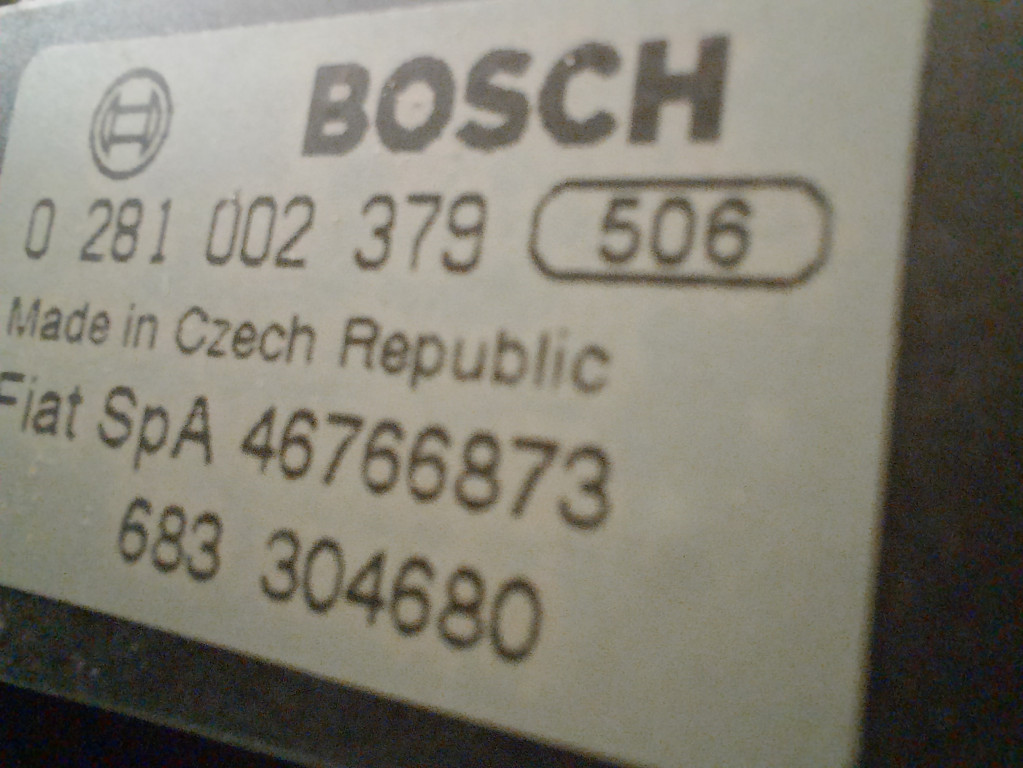 BOSCH
0 281 002 379 506
Made in Czech Republic
Fiat SpA 46766873
683 304680